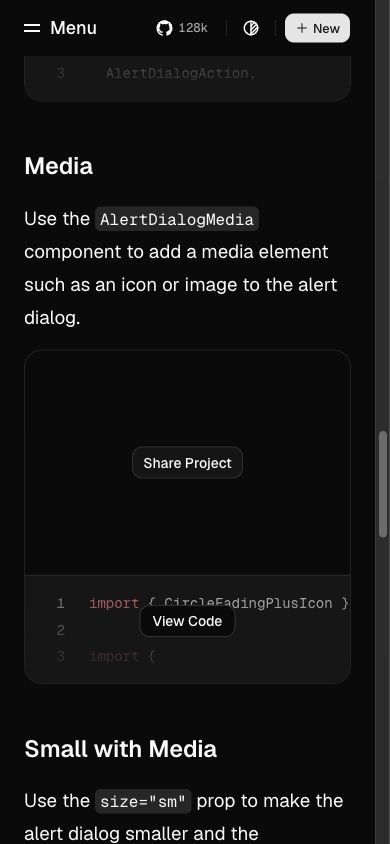 Menu 128k + New
3 AlertDialogAction,
Media
Use the AlertDialogMedia
component to add a media element
such as an icon or image to the alert
dialog.
Share Project
1 import { CircleFadingPlusIcon }
View Code
2
3 import {
Small with Media
Use the size="sm" prop to make the
alert dialog smaller and the